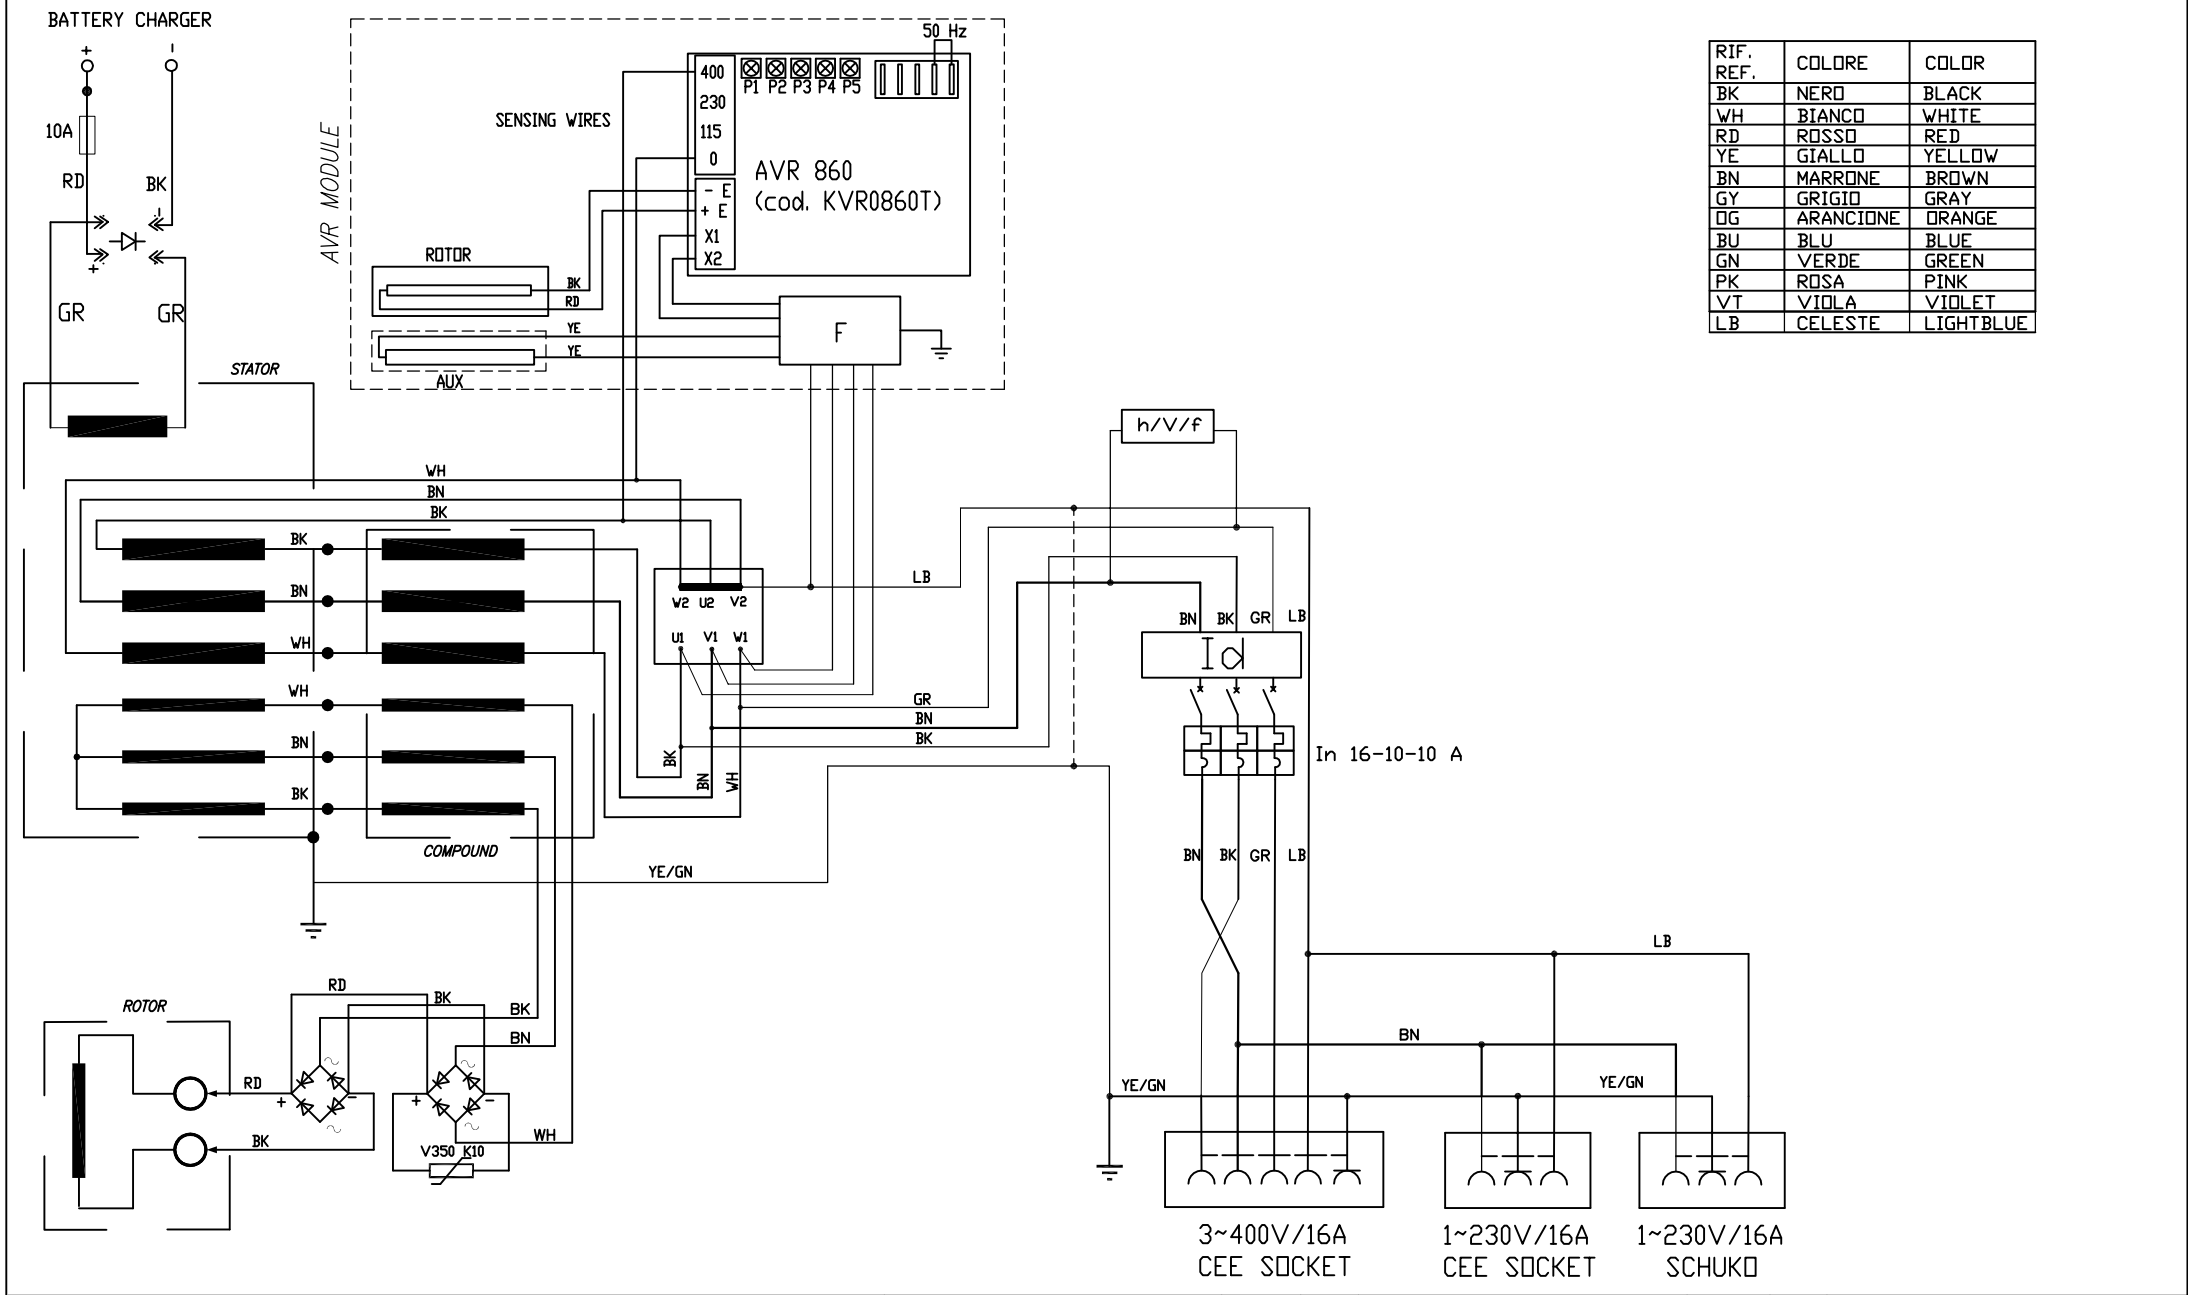 BATTERY CHARGER
+ -
10A
RD
BK
-
+
GR
GR
STATOR
AVR MODULE
50 Hz
400
230
115
0
- E
+ E
X1
X2
P1 P2 P3 P4 P5
SENSING WIRES
AVR 860
(cod. KVR0860T)
ROTOR
BK
RD
YE
YE
AUX
F
RIF. REF. COLORE COLOR
BK NERO BLACK
WH BIANCO WHITE
RD ROSSO RED
YE GIALLO YELLOW
BN MARRONE BROWN
GY GRIGIO GRAY
OG ARANCIONE ORANGE
BU BLU BLUE
GN VERDE GREEN
PK ROSA PINK
VT VIOLA VIOLET
LB CELESTE LIGHTBLUE
h/V/f
WH
BN
BK
BK
BN
WH
WH
BN
BK
COMPOUND
W2 U2 V2
U1 V1 W1
LB
GR
BN
BK
BK
BN
WH
YE/GN
BN BK GR LB
Id
In 16-10-10 A
BN BK GR LB
LB
BN
YE/GN
YE/GN
ROTOR
RD
BK
BK
BN
RD
BK
WH
~
~
~
~
+ -
+ -
V350 K10
3~400V/16A
CEE SOCKET
1~230V/16A
CEE SOCKET
1~230V/16A
SCHUKO